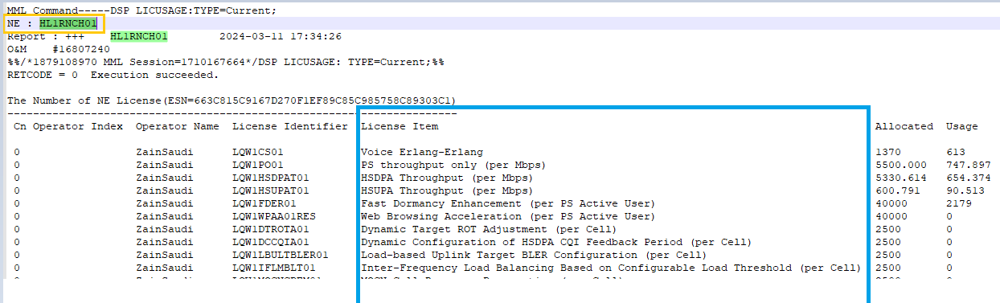 MML Command-----DSP LICUSAGE:TYPE=Current;
NE : HL1RNCH01
Report : +++    HL1RNCH01        2024-03-11 17:34:26
O&M    #16807240
%%/*1879108970 MML Session=1710167664*/DSP LICUSAGE: TYPE=Current;%%
RETCODE = 0  Execution succeeded.
The Number of NE License(ESN=663C815C9167D270F1EF89C85C985758C89303C1)
----------------------------------------------------------------------
Cn Operator Index  Operator Name  License Identifier  License Item  Allocated  Usage
0  ZainSaudi  LQW1CS01  Voice Erlang-Erlang  1370  613
0  ZainSaudi  LQW1PO01  PS throughput only (per Mbps)  5500.000  747.897
0  ZainSaudi  LQW1HSDPAT01  HSDPA Throughput (per Mbps)  5330.614  654.374
0  ZainSaudi  LQW1HSUPAT01  HSUPA Throughput (per Mbps)  600.791  90.513
0  ZainSaudi  LQW1FDER01  Fast Dormancy Enhancement (per PS Active User)  40000  2179
0  ZainSaudi  LQW1WPAA01RES  Web Browsing Acceleration (per PS Active User)  40000  0
0  ZainSaudi  LQW1DTROTA01  Dynamic Target ROT Adjustment (per Cell)  2500  0
0  ZainSaudi  LQW1DCCQIA01  Dynamic Configuration of HSDPA CQI Feedback Period (per Cell)  2500  0
0  ZainSaudi  LQW1LBULTBLER01  Load-based Uplink Target BLER Configuration (per Cell)  2500  0
0  ZainSaudi  LQW1IFLMBLT01  Inter-Frequency Load Balancing Based on Configurable Load Threshold (per Cell)  2500  0